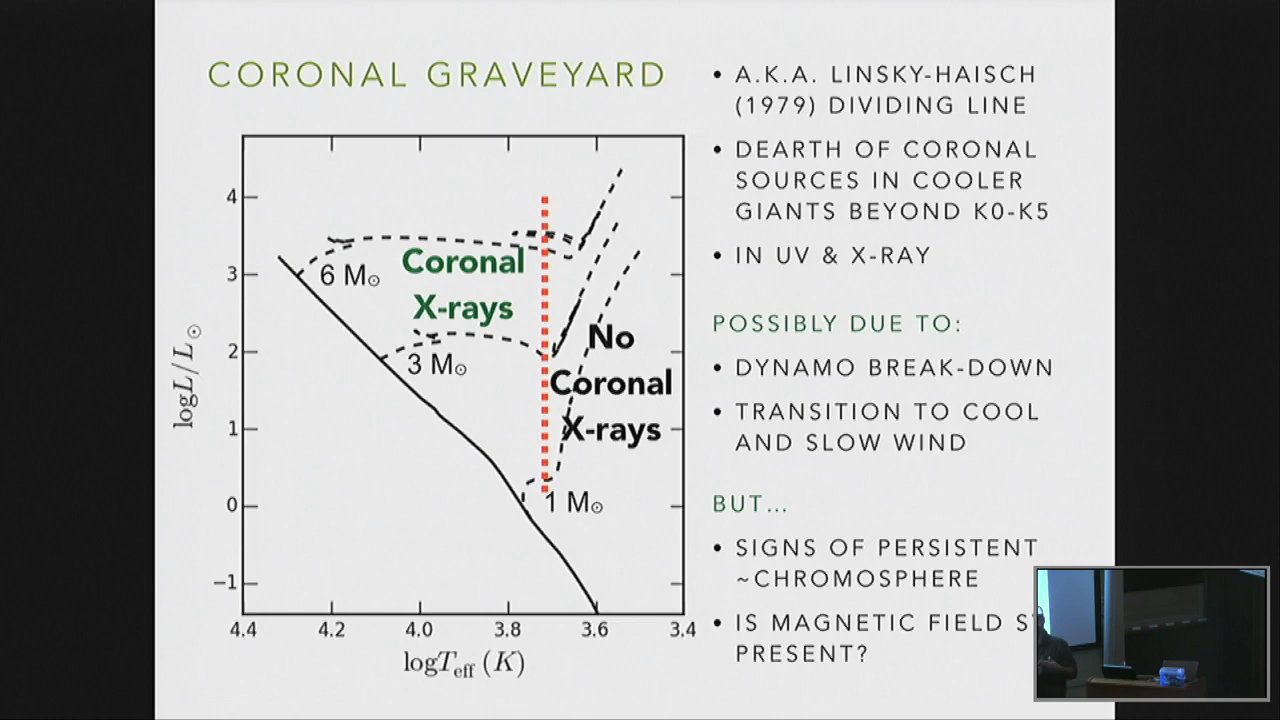 CORONAL GRAVEYARD
• A.K.A. LINSKY-HAISCH
(1979) DIVIDING LINE
• DEARTH OF CORONAL
SOURCES IN COOLER
GIANTS BEYOND K0-K5
• IN UV & X-RAY
POSSIBLY DUE TO:
• DYNAMO BREAK-DOWN
• TRANSITION TO COOL
AND SLOW WIND
BUT...
• SIGNS OF PERSISTENT
~CHROMOSPHERE
• IS MAGNETIC FIELD
PRESENT?
logL/L⊙
4
3
2
1
0
−1
4.4 4.2 4.0 3.8 3.6 3.4
logTeff (K)
6 M⊙
3 M⊙
1 M⊙
Coronal
X-rays
No
Coronal
X-rays